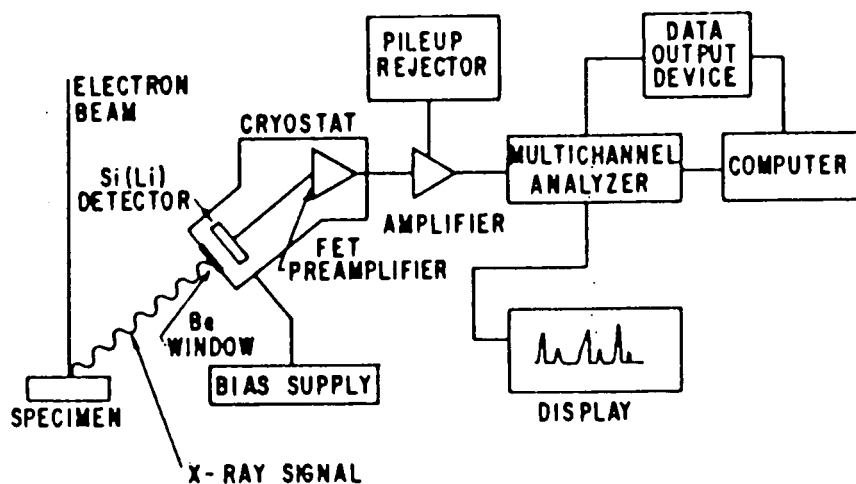 PILEUP
REJECTOR
DATA
OUTPUT
DEVICE
ELECTRON
BEAM
CRYOSTAT
MULTICHANNEL
ANALYZER
COMPUTER
Si(Li)
DETECTOR
AMPLIFIER
FET
PREAMPLIFIER
Be
WINDOW
BIAS SUPPLY
SPECIMEN
DISPLAY
X-RAY SIGNAL